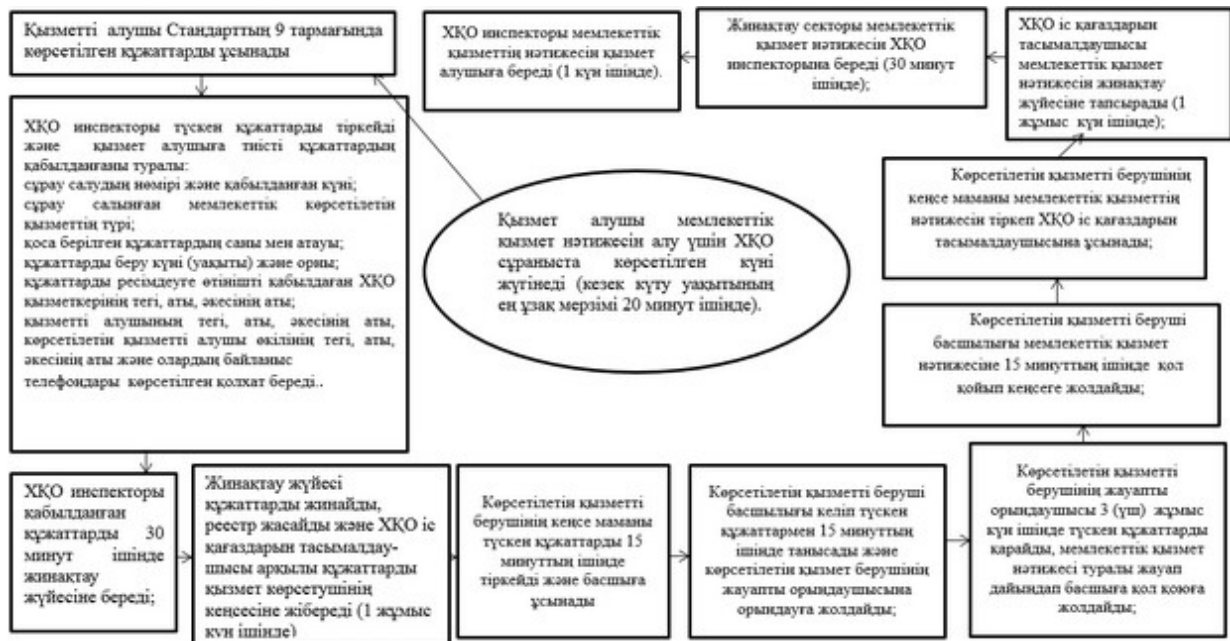 Қызметті алушы Стандарттың 9 тармағында
көрсетілген құжаттарды ұсынады
ХҚО инспекторы түскен құжаттарды тіркейді
және қызмет алушыға тиісті құжаттардың
қабылданғаны туралы:
сұрау салудың нөмірі және қабылданған күні;
сұрау салынған мемлекеттік көрсетілетін
қызметтің түрі;
қоса берілген құжаттардың саны мен атауы;
құжаттарды беру күні (уақыты) және орны;
құжаттарды ресімдеуге өтінішті қабылдаған ХҚО
қызметкерінің тегі, аты, әкесінің аты;
қызметті алушының тегі, аты, әкесінің аты,
көрсетілетін қызметті алушы өкілінің тегі, аты,
әкесінің аты және олардың байланыс
телефондары көрсетілген қолхат береді..
ХҚО инспекторы
қабылданған
құжаттарды 30
минут ішінде
жинақтау
жүйесіне береді;
Жинақтау жүйесі
құжаттарды жинайды,
реестр жасайды және ХҚО іс
қағаздарын тасымалдау-
шысы арқылы құжаттарды
қызмет көрсетушінің
кеңсесіне жібереді (1 жұмыс
күн ішінде)
Көрсетілетін қызметті
берушінің кеңсе маманы
түскен құжаттарды 15
минуттың ішінде
тіркейді және басшыға
ұсынады
Көрсетілетін қызметті беруші
басшылығы келіп түскен
құжаттармен 15 минуттың
ішінде танысады және
көрсетілетін қызмет берушінің
жауапты орындаушысына
орындауға жолдайды;
Көрсетілетін қызметті
берушінің жауапты
орындаушысы 3 (үш) жұмыс
күн ішінде түскен құжаттарды
қарайды, мемлекеттік қызмет
нәтижесі туралы жауап
дайындап басшыға қол қоюға
жолдайды;
Көрсетілетін қызметті беруші
басшылығы мемлекеттік қызмет
нәтижесіне 15 минуттың ішінде қол
қойып кеңсеге жолдайды;
Көрсетілетін қызметті берушінің
кеңсе маманы мемлекеттік қызметтің
нәтижесін тіркеп ХҚО іс қағаздарын
тасымалдаушысына ұсынады;
ХҚО іс қағаздарын
тасымалдаушысы
мемлекеттік қызмет
нәтижесін жинақтау
жүйесіне тапсырады (1
жұмыс күн ішінде);
Жинақтау секторы мемлекеттік
қызмет нәтижесін ХҚО
инспекторына береді (30 минут
ішінде);
ХҚО инспекторы мемлекеттік
қызметтің нәтижесін қызмет
алушыға береді (1 күн ішінде).
Қызмет алушы мемлекеттік
қызмет нәтижесін алу үшін ХҚО
сұраныста көрсетілген күні
жүгінеді (кезек күту уақытының
ең ұзақ мерзімі 20 минут ішінде).